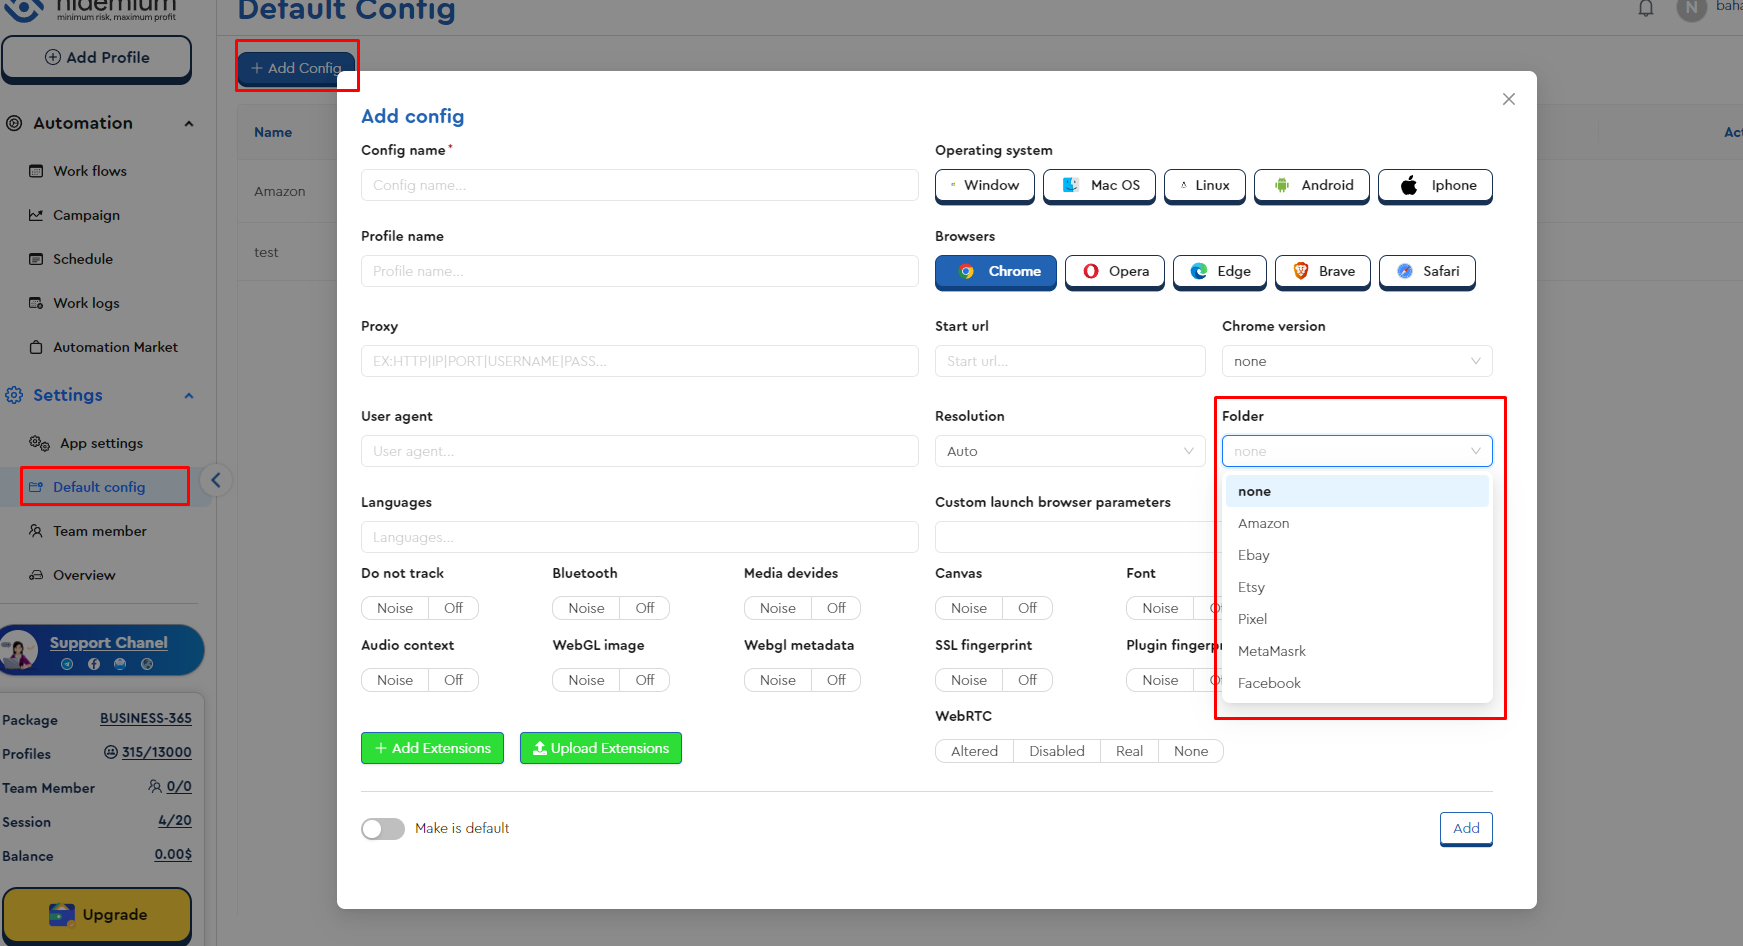 hidemium
minimum risk, maximum profit
Default Config
N
Add Profile
+ Add Config
Automation
Name
Work flows
Amazon
Campaign
test
Schedule
Work logs
Automation Market
Settings
App settings
Default config
Team member
Overview
Support Chanel
Package BUSINESS-365
Profiles 315/13000
Team Member 0/0
Session 4/20
Balance 0.00$
Upgrade
Add config
Config name*
Config name...
Operating system
Window Mac OS Linux Android Iphone
Profile name
Profile name...
Browsers
Chrome Opera Edge Brave Safari
Proxy
EX:HTTP|IP|PORT|USERNAME|PASS...
Start url
Start url...
Chrome version
none
User agent
User agent...
Resolution
Auto
Folder
none
none
Amazon
Ebay
Etsy
Pixel
MetaMasrk
Facebook
Languages
Languages...
Custom launch browser parameters
Do not track Bluetooth Media devides Canvas Font
Noise Off Noise Off Noise Off Noise Off Noise
Audio context WebGL image Webgl metadata SSL fingerprint Plugin
Noise Off Noise Off Noise Off Noise Off Noise
WebRTC
Altered Disabled Real None
+ Add Extensions Upload Extensions
Make is default
Add